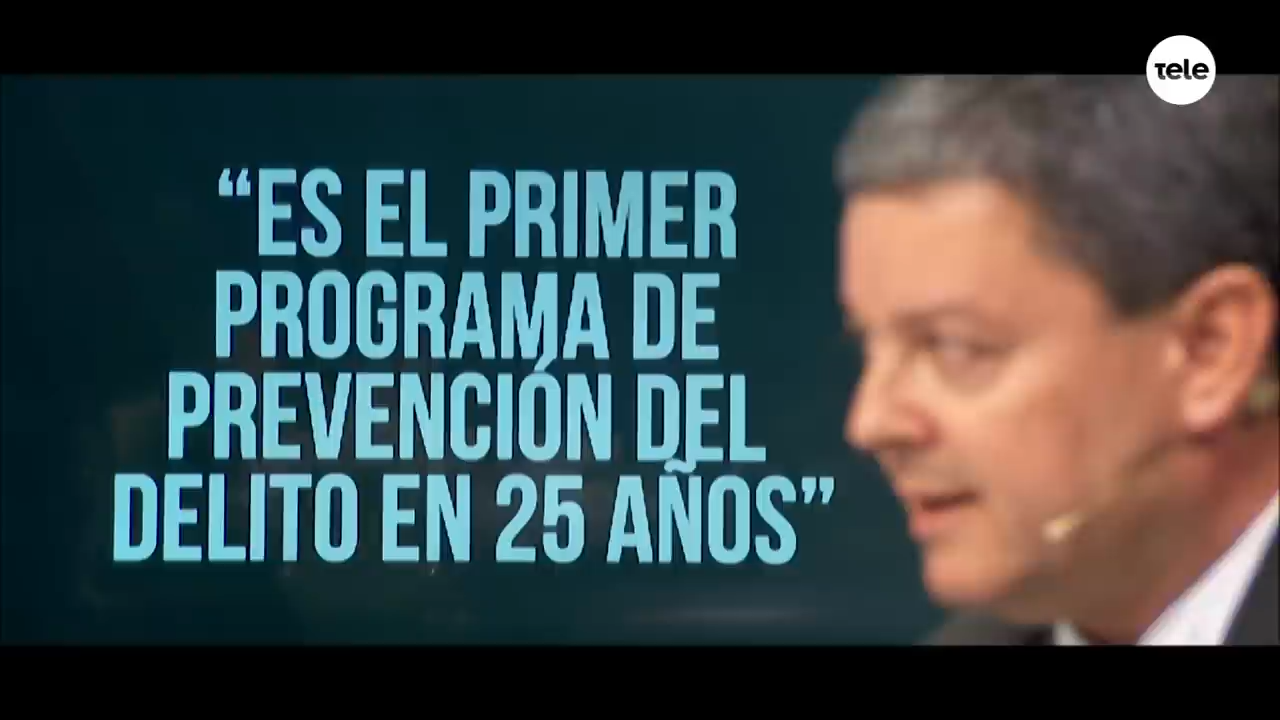 tele
“ES EL PRIMER
PROGRAMA DE
PREVENCIÓN DEL
DELITO EN 25 AÑOS”